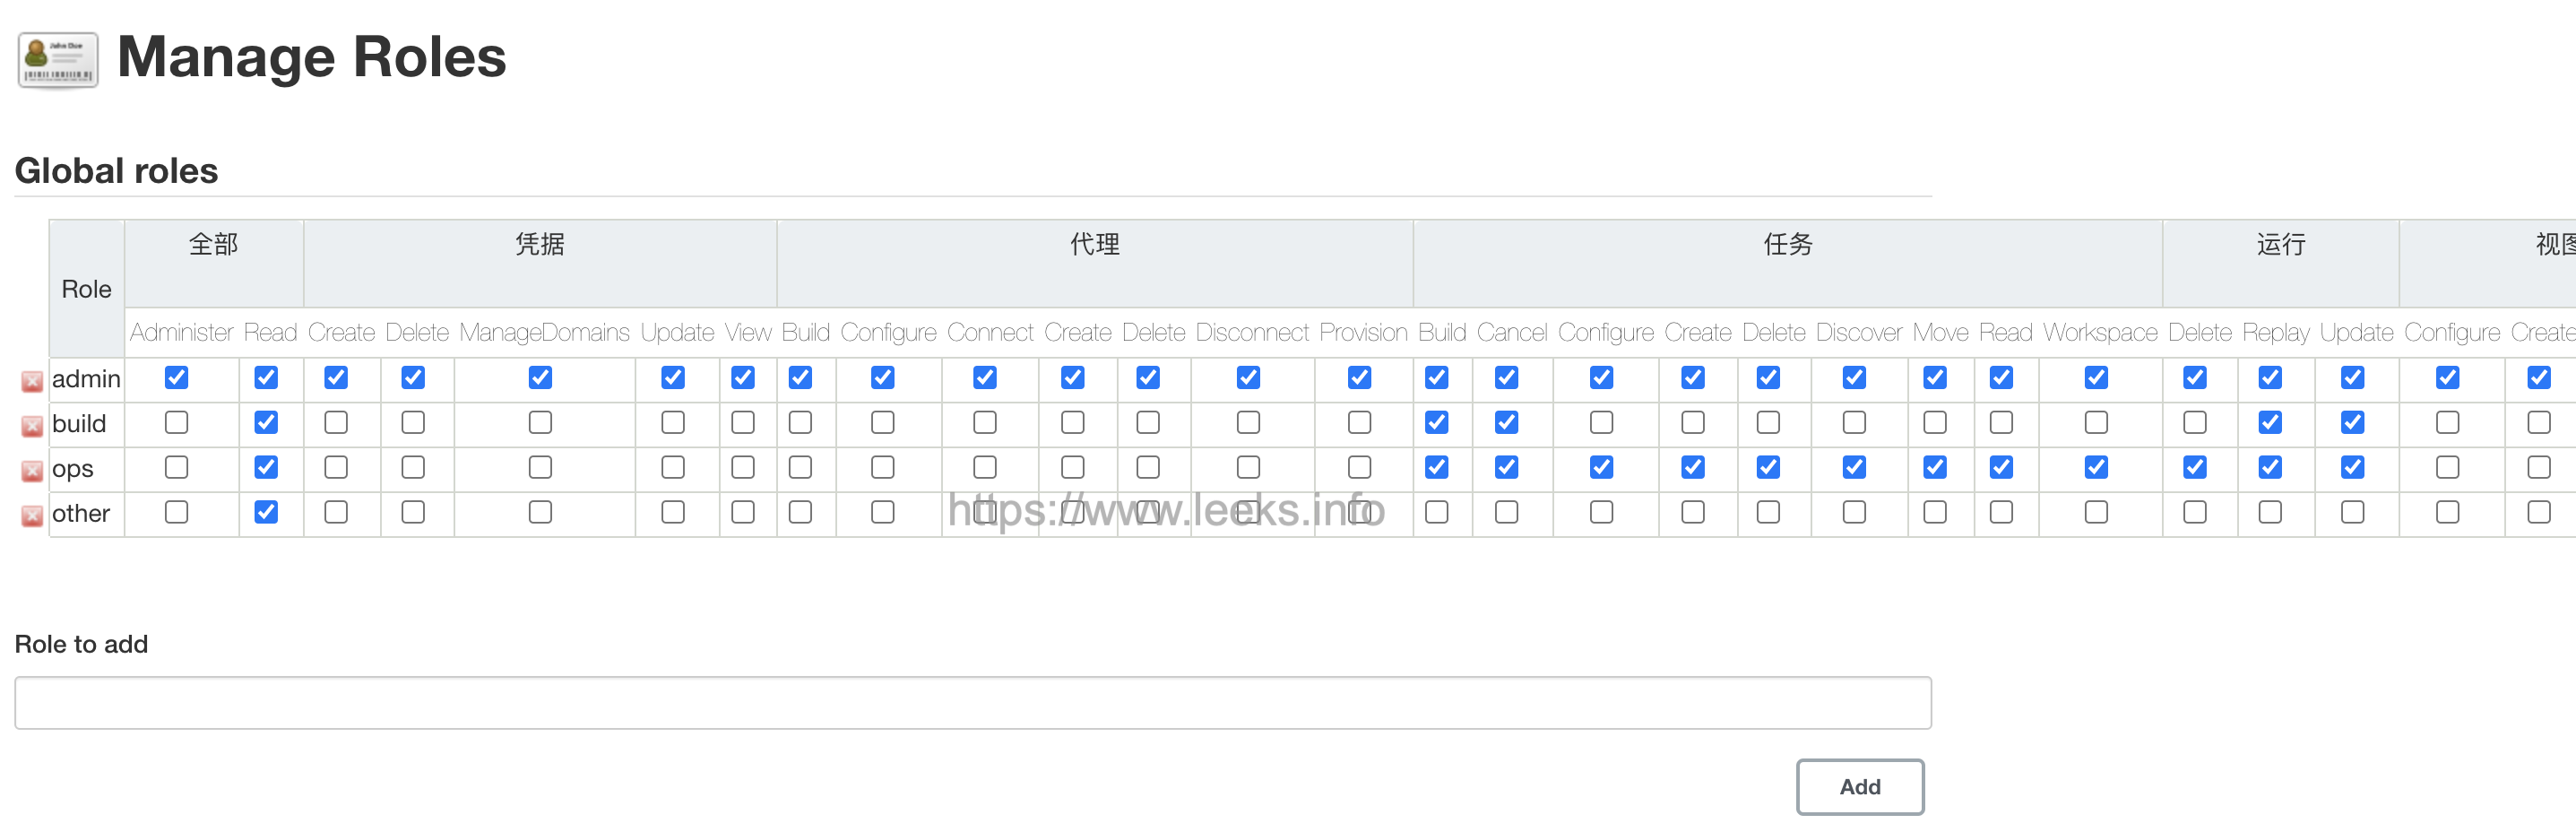 John Doe
Manage Roles
Global roles
Role 全部 凭据 代理 任务 运行 视图
Administer Read Create Delete ManageDomains Update View Build Configure Connect Create Delete Disconnect Provision Build Cancel Configure Create Delete Discover Move Read Workspace Delete Replay Update Configure Create
admin
build
ops
other
https://www.leeks.info
Role to add
Add